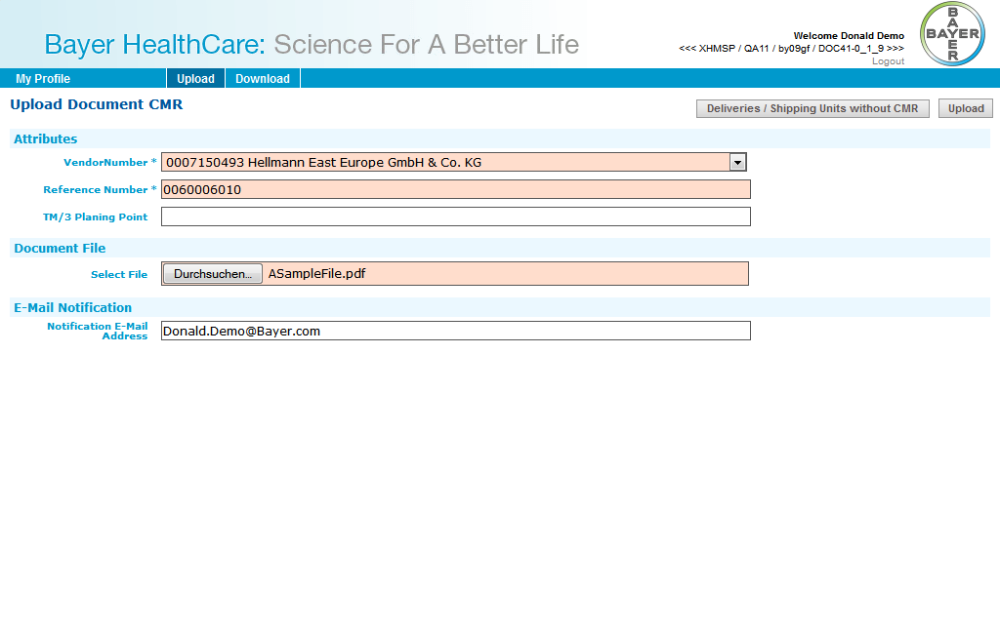 Bayer HealthCare: Science For A Better Life
Welcome Donald Demo
<<< XHMSP / QA11 / by09gf / DOC41-0_1_9 >>>
Logout
BAYER
BAYER
My Profile Upload Download
Upload Document CMR
Deliveries / Shipping Units without CMR Upload
Attributes
VendorNumber * 0007150493 Hellmann East Europe GmbH & Co. KG
Reference Number * 0060006010
TM/3 Planing Point
Document File
Select File Durchsuchen... ASampleFile.pdf
E-Mail Notification
Notification E-Mail
Address
Donald.Demo@Bayer.com